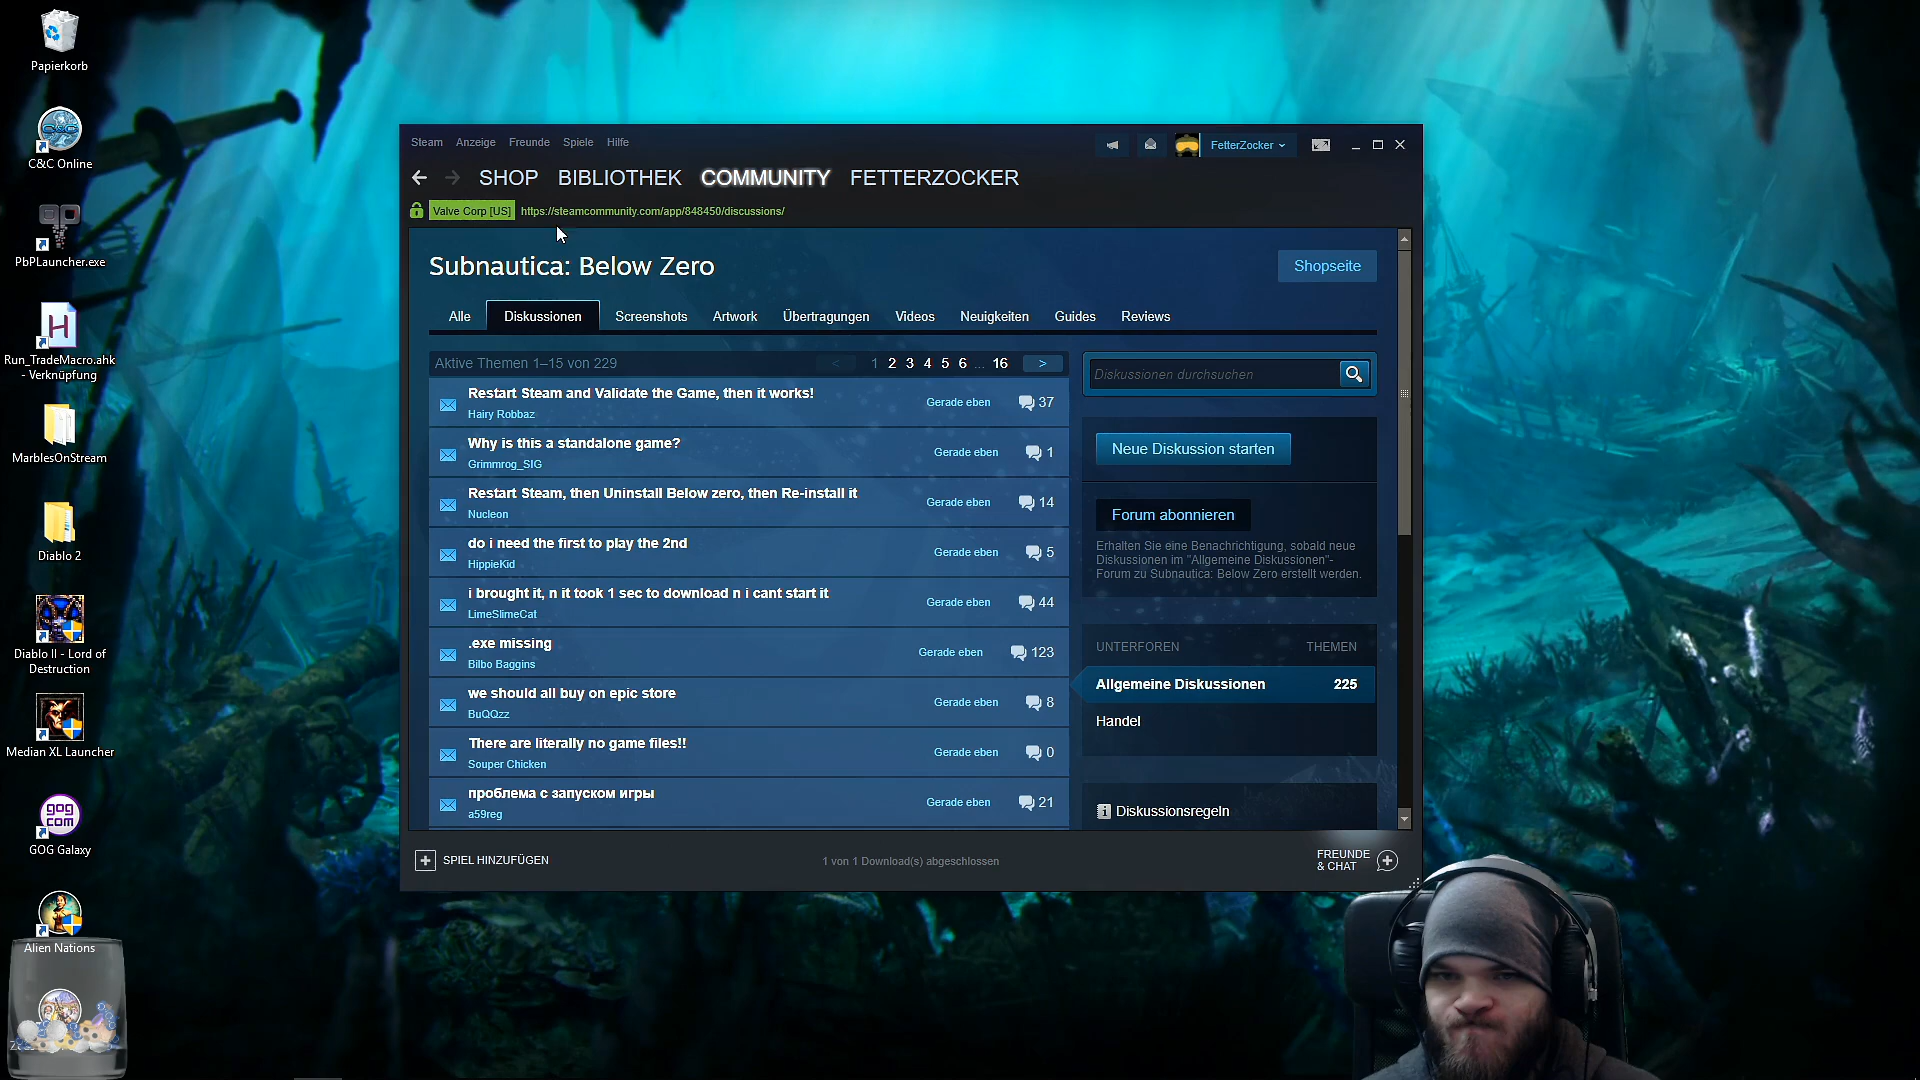 Papierkorb
C&C Online
PbPLauncher.exe
Run_TradeMacro.ahk
- Verknüpfung
MarblesOnStream
Diablo 2
Diablo II - Lord of
Destruction
Median XL Launcher
gog
com
GOG Galaxy
Alien Nations
Steam Anzeige Freunde Spiele Hilfe
FetterZocker
SHOP BIBLIOTHEK COMMUNITY FETTERZOCKER
Valve Corp [US] https://steamcommunity.com/app/848450/discussions/
Subnautica: Below Zero
Shopseite
Alle Diskussionen Screenshots Artwork Übertragungen Videos Neuigkeiten Guides Reviews
Aktive Themen 1–15 von 229
< 1 2 3 4 5 6 ... 16 >
Restart Steam and Validate the Game, then it works!
Hairy Robbaz
Gerade eben 37
Why is this a standalone game?
Grimmrog_SIG
Gerade eben 1
Restart Steam, then Uninstall Below zero, then Re-install it
Nucleon
Gerade eben 14
do i need the first to play the 2nd
HippieKid
Gerade eben 5
i brought it, n it took 1 sec to download n i cant start it
LimeSlimeCat
Gerade eben 44
.exe missing
Bilbo Baggins
Gerade eben 123
we should all buy on epic store
BuQQzz
Gerade eben 8
There are literally no game files!!
Souper Chicken
Gerade eben 0
проблема с запуском игры
a59reg
Gerade eben 21
Diskussionen durchsuchen
Neue Diskussion starten
Forum abonnieren
Erhalten Sie eine Benachrichtigung, sobald neue
Diskussionen im "Allgemeine Diskussionen"-
Forum zu Subnautica: Below Zero erstellt werden.
UNTERFOREN THEMEN
Allgemeine Diskussionen 225
Handel
Diskussionsregeln
SPIEL HINZUFÜGEN
1 von 1 Download(s) abgeschlossen
FREUNDE
& CHAT